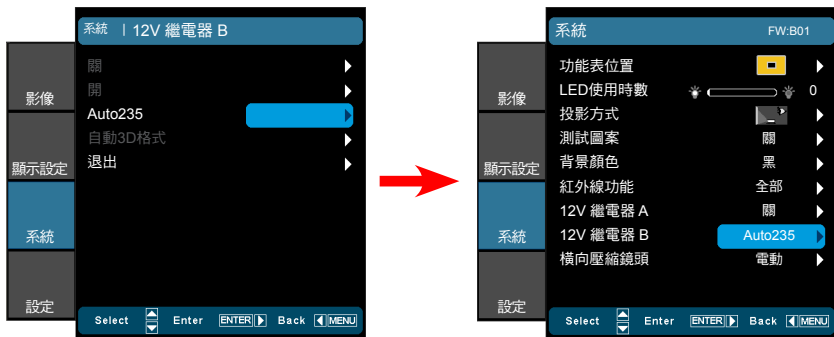 系統 | 12V 繼電器 B
影像
顯示設定
系統
設定
關
開
Auto235
自動3D格式
退出
Select Enter ENTER Back MENU
系統 FW:B01
影像
顯示設定
系統
設定
功能表位置
LED使用時數 0
投影方式
測試圖案 關
背景顏色 黑
紅外線功能 全部
12V 繼電器 A 關
12V 繼電器 B Auto235
橫向壓縮鏡頭 電動
Select Enter ENTER Back MENU